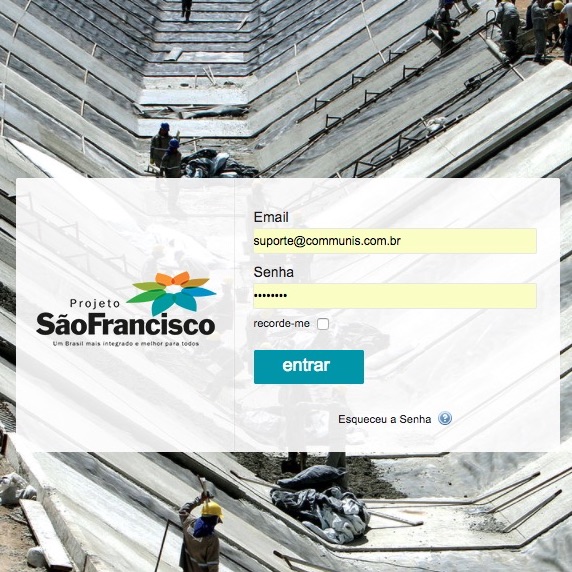 Projeto
SãoFrancisco
Um Brasil mais integrado e melhor para todos
Email
suporte@communis.com.br
Senha
••••••••
recorde-me
entrar
Esqueceu a Senha ?